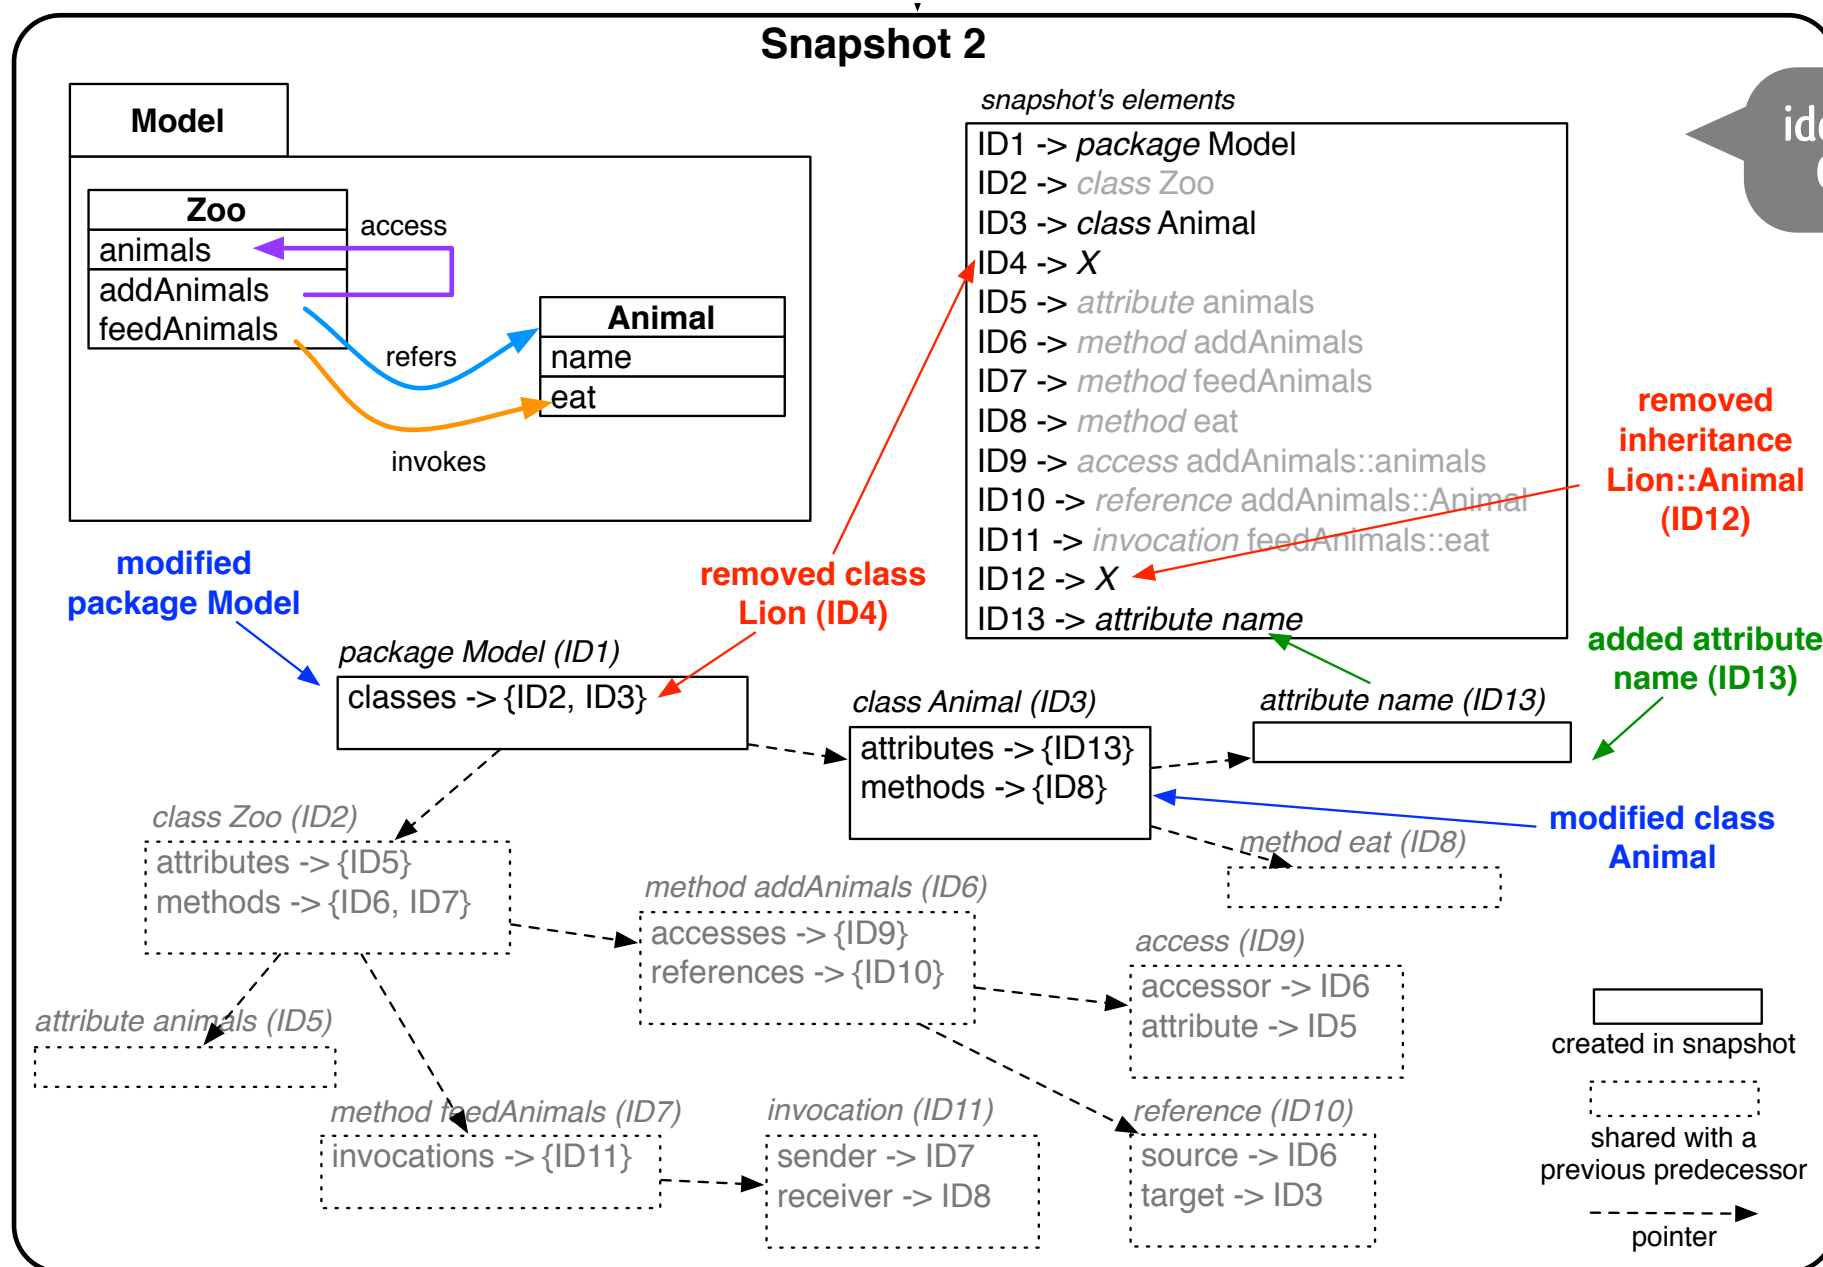 Snapshot 2
Model
Zoo
animals
addAnimals
feedAnimals
access
refers
invokes
Animal
name
eat
snapshot's elements
ID1 -> package Model
ID2 -> class Zoo
ID3 -> class Animal
ID4 -> X
ID5 -> attribute animals
ID6 -> method addAnimals
ID7 -> method feedAnimals
ID8 -> method eat
ID9 -> access addAnimals::animals
ID10 -> reference addAnimals::Animal
ID11 -> invocation feedAnimals::eat
ID12 -> X
ID13 -> attribute name
removed
inheritance
Lion::Animal
(ID12)
modified
package Model
removed class
Lion (ID4)
added attribute
name (ID13)
package Model (ID1)
classes -> {ID2, ID3}
class Animal (ID3)
attributes -> {ID13}
methods -> {ID8}
attribute name (ID13)
modified class
Animal
class Zoo (ID2)
attributes -> {ID5}
methods -> {ID6, ID7}
method eat (ID8)
method addAnimals (ID6)
accesses -> {ID9}
references -> {ID10}
access (ID9)
accessor -> ID6
attribute -> ID5
attribute animals (ID5)
method feedAnimals (ID7)
invocations -> {ID11}
invocation (ID11)
sender -> ID7
receiver -> ID8
reference (ID10)
source -> ID6
target -> ID3
created in snapshot
shared with a
previous predecessor
pointer